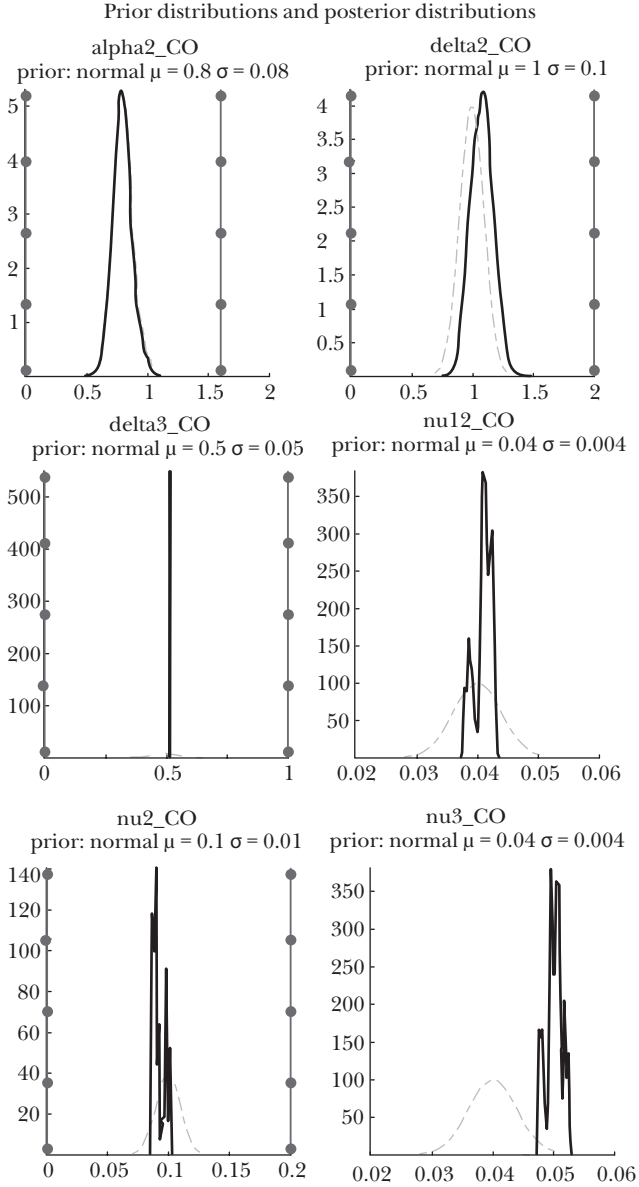 Prior distributions and posterior distributions
alpha2_CO
prior: normal μ = 0.8 σ = 0.08
5
4
3
2
1
0 0.5 1 1.5 2
delta2_CO
prior: normal μ = 1 σ = 0.1
4
3.5
3
2.5
2
1.5
1
0.5
0 0.5 1 1.5 2
delta3_CO
prior: normal μ = 0.5 σ = 0.05
500
400
300
200
100
0 0.5 1
nu12_CO
prior: normal μ = 0.04 σ = 0.004
350
300
250
200
150
100
50
0.02 0.03 0.04 0.05 0.06
nu2_CO
prior: normal μ = 0.1 σ = 0.01
140
120
100
80
60
40
20
0 0.05 0.1 0.15 0.2
nu3_CO
prior: normal μ = 0.04 σ = 0.004
350
300
250
200
150
100
50
0.02 0.03 0.04 0.05 0.06